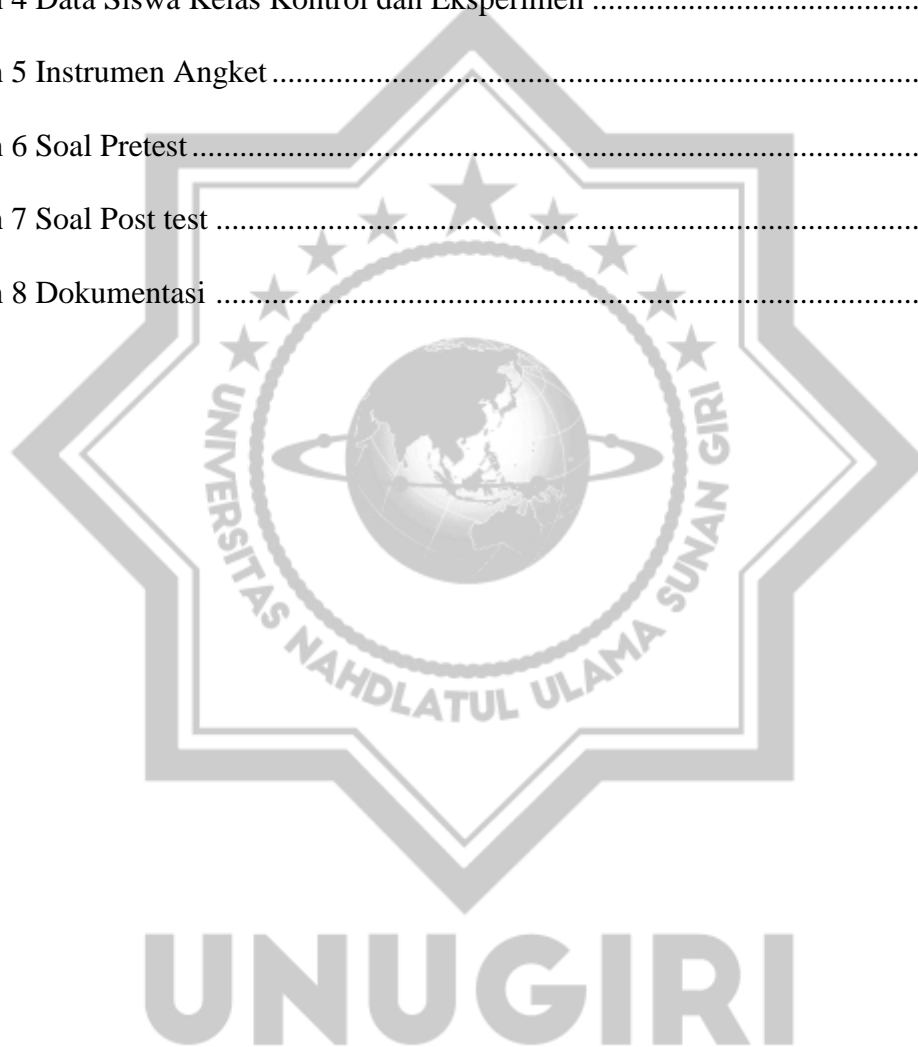 n 4 Data Siswa Kelas Kontrol dan Eksperimen ..........................................
n 5 Instrumen Angket ..................................................................................
n 6 Soal Pretest ............................................................................................
n 7 Soal Post test .........................................................................................
n 8 Dokumentasi .........................................................................................
UNIVERSITAS NAHDLATUL ULAMA SUNAN GIRI
UNUGIRI